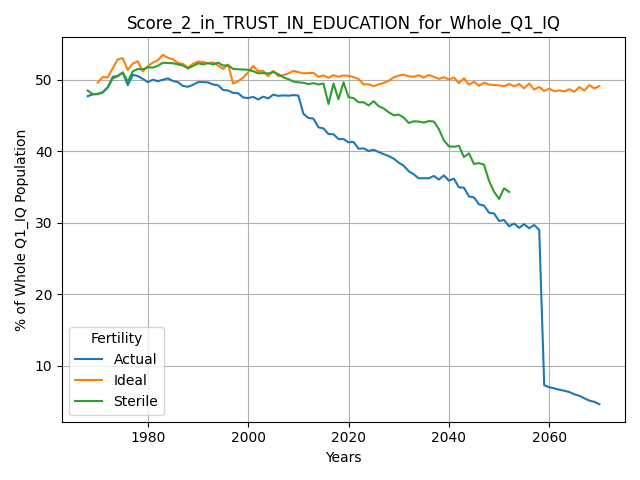 Score_2_in_TRUST_IN_EDUCATION_for_Whole_Q1_IQ
% of Whole Q1_IQ Population
50
40
30
20
10
Fertility
Actual
Ideal
Sterile
1980
2000
2020
2040
2060
Years